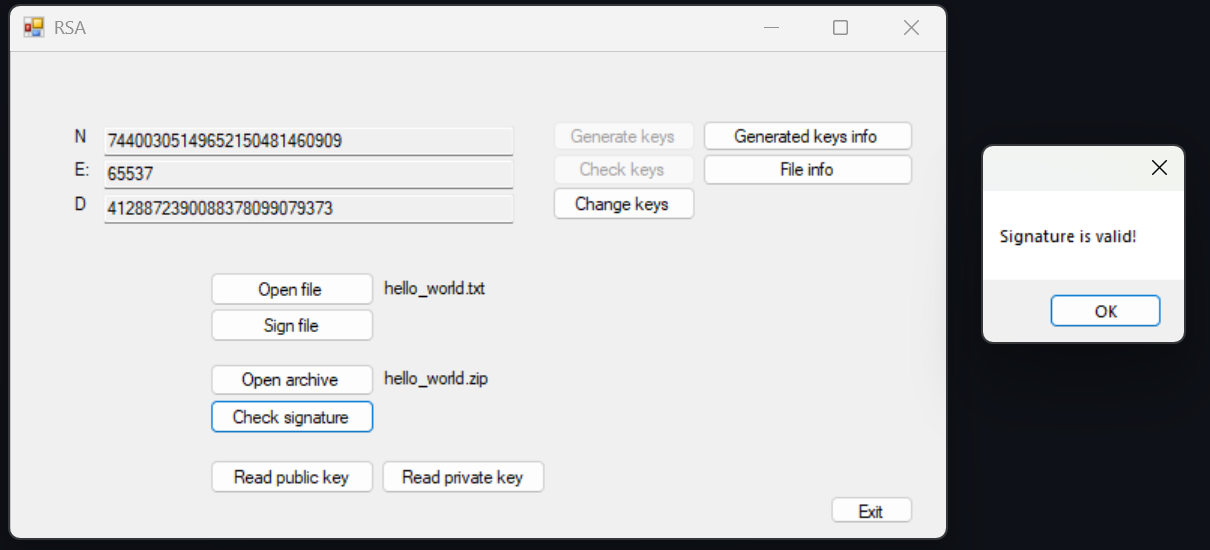 RSA
N 74400305149652150481460909 Generate keys Generated keys info
E: 65537 Check keys File info
D 4128872390088378099079373 Change keys
Signature is valid!
OK
Open file hello_world.txt
Sign file
Open archive hello_world.zip
Check signature
Read public key Read private key
Exit